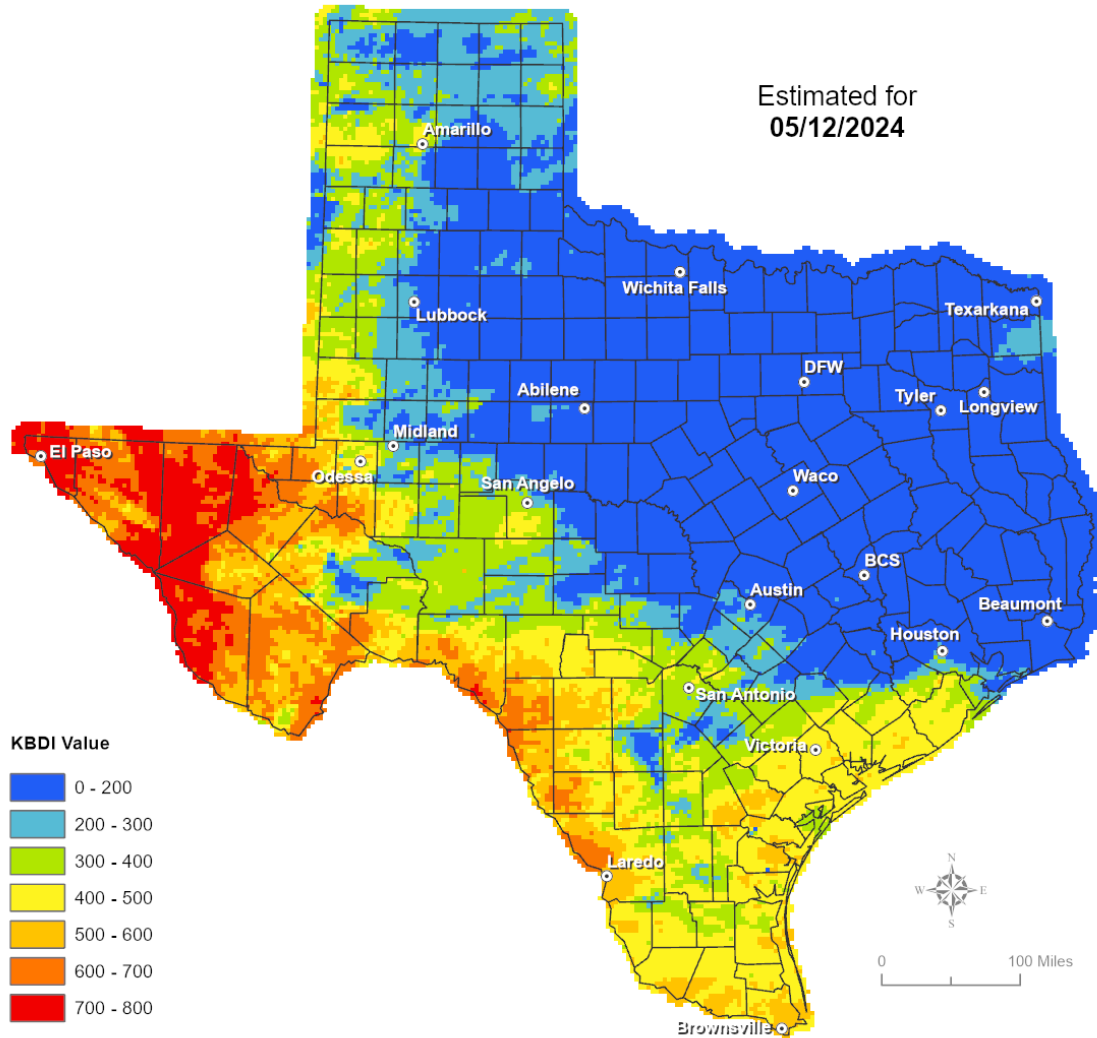 Estimated for
05/12/2024
Amarillo
Wichita Falls
Lubbock
Texarkana
DFW
Abilene
Tyler
Longview
Midland
El Paso
Odessa
San Angelo
Waco
BCS
Austin
Beaumont
Houston
San Antonio
Victoria
KBDI Value
0 - 200
200 - 300
300 - 400
400 - 500
500 - 600
600 - 700
700 - 800
Laredo
N
W E
S
0 100 Miles
Brownsville